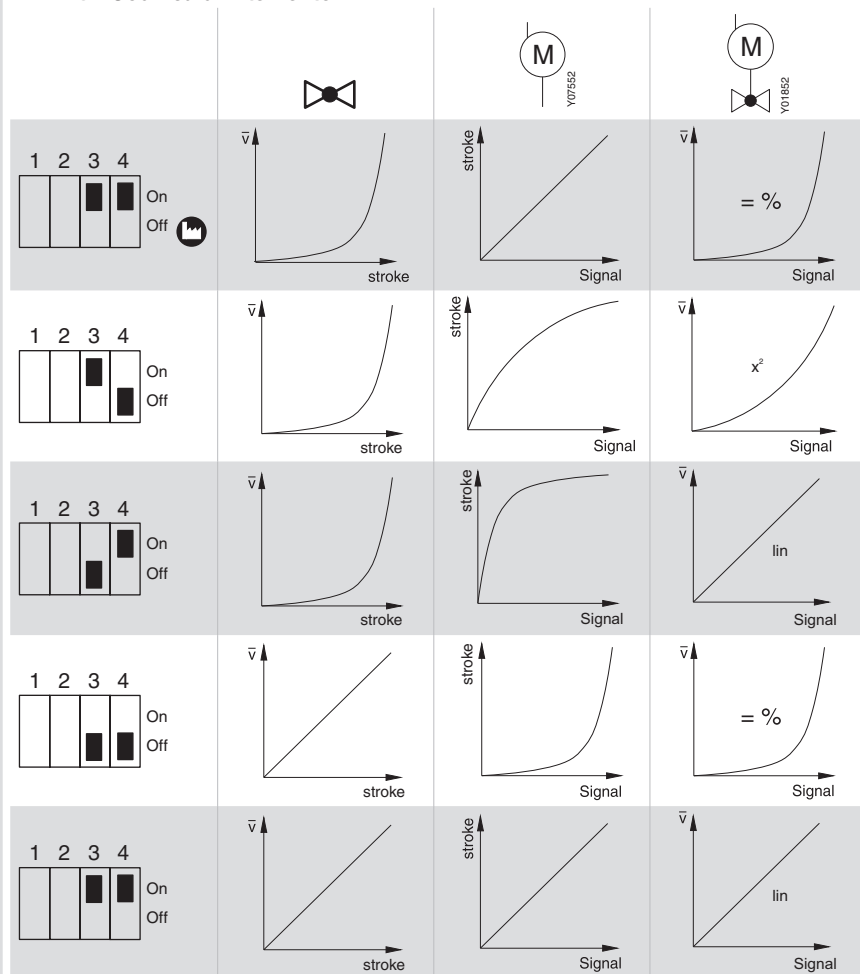 M
Y07552
M
Y01852
1 2 3 4
On
Off
v̅
stroke
stroke
Signal
v̅
= %
Signal
1 2 3 4
On
Off
v̅
stroke
stroke
Signal
v̅
x²
Signal
1 2 3 4
On
Off
v̅
stroke
stroke
Signal
v̅
lin
Signal
1 2 3 4
On
Off
v̅
stroke
stroke
Signal
v̅
= %
Signal
1 2 3 4
On
Off
v̅
stroke
stroke
Signal
v̅
lin
Signal